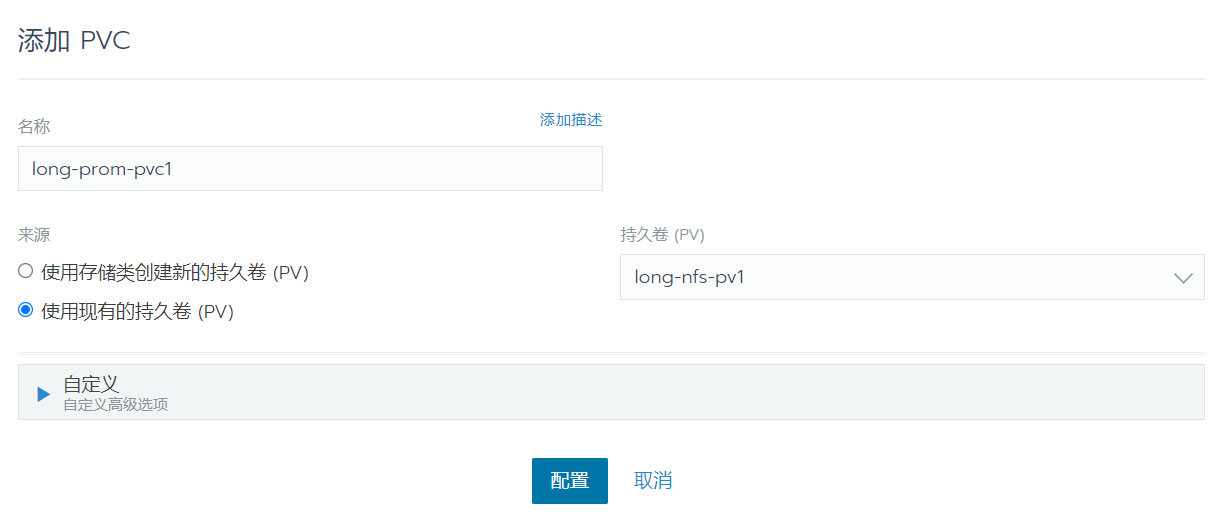 添加 PVC
名称
添加描述
long-prom-pvc1
来源
持久卷 (PV)
使用存储类创建新的持久卷 (PV)
long-nfs-pv1
使用现有的持久卷 (PV)
自定义
自定义高级选项
配置
取消